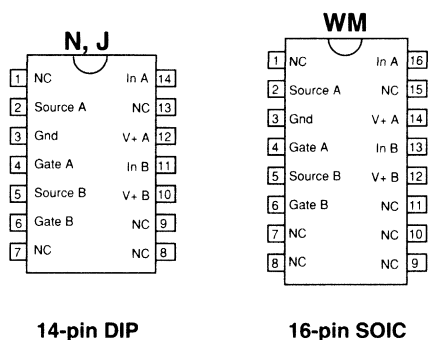 N, J
1 NC In A 14
2 Source A NC 13
3 Gnd V+ A 12
4 Gate A In B 11
5 Source B V+ B 10
6 Gate B NC 9
7 NC NC 8
14-pin DIP
WM
1 NC In A 16
2 Source A NC 15
3 Gnd V+ A 14
4 Gate A In B 13
5 Source B V+ B 12
6 Gate B NC 11
7 NC NC 10
8 NC NC 9
16-pin SOIC